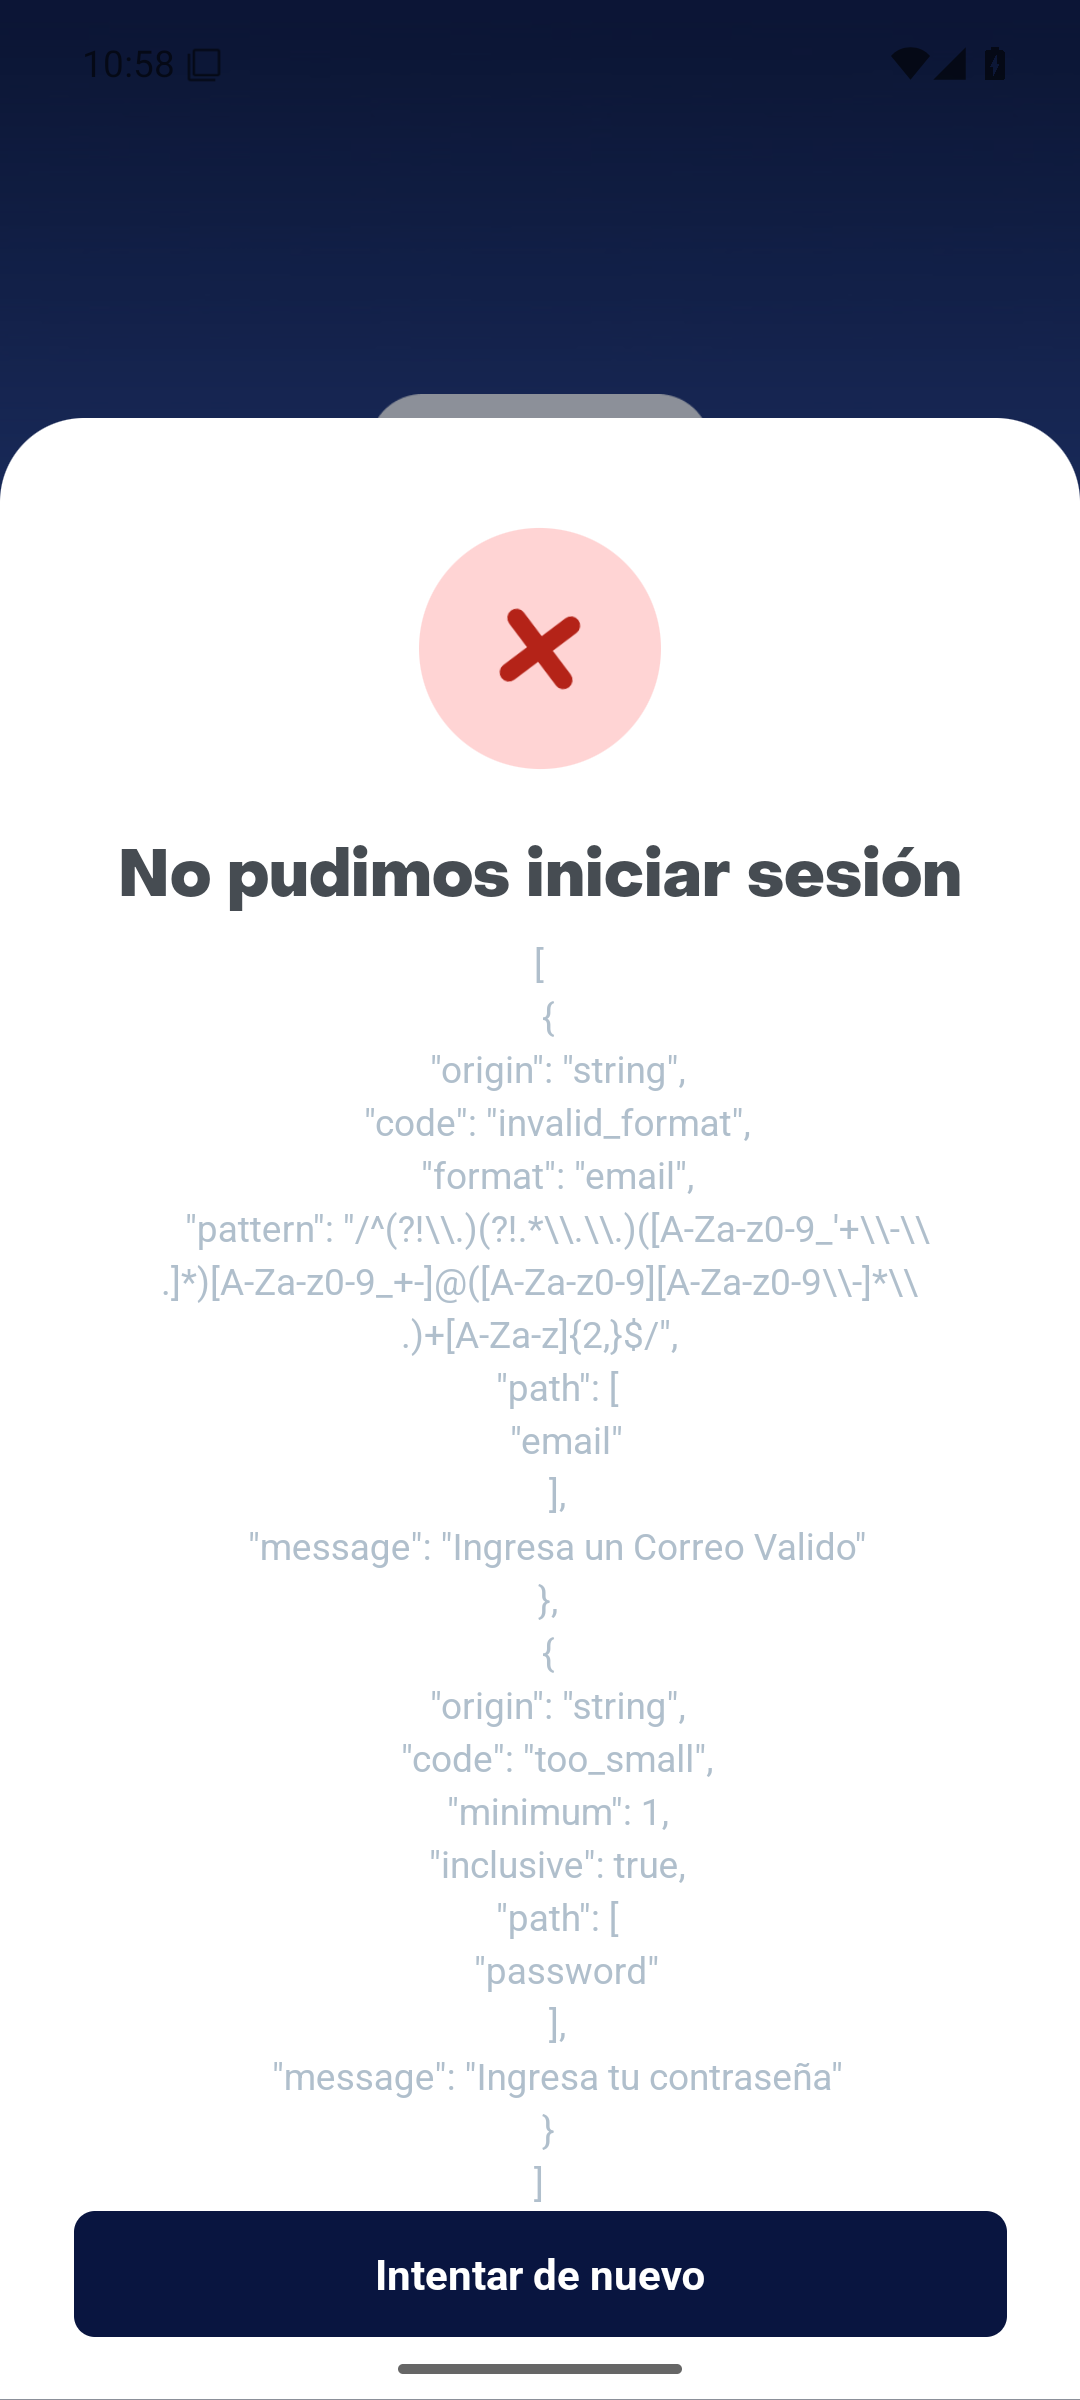 10:58
No pudimos iniciar sesión
[
{
"origin": "string",
"code": "invalid_format",
"format": "email",
"pattern": "/^(?!\\.)(?!.*\\.\\.)([A-Za-z0-9_'+\\-\\
.]*)[A-Za-z0-9_+-]@([A-Za-z0-9][A-Za-z0-9\\-]*\\
.)+[A-Za-z]{2,}$/",
"path": [
"email"
],
"message": "Ingresa un Correo Valido"
},
{
"origin": "string",
"code": "too_small",
"minimum": 1,
"inclusive": true,
"path": [
"password"
],
"message": "Ingresa tu contraseña"
}
]
Intentar de nuevo